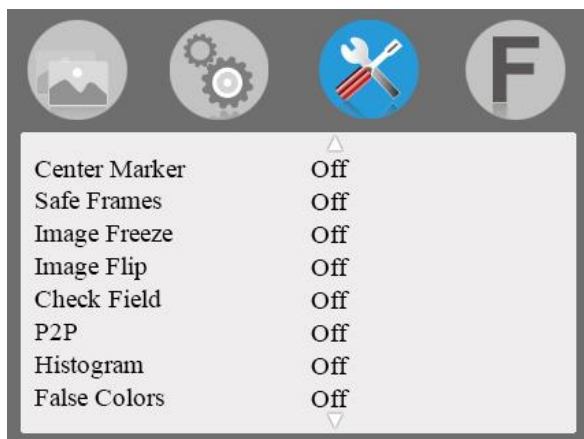 F
Center Marker Off
Safe Frames Off
Image Freeze Off
Image Flip Off
Check Field Off
P2P Off
Histogram Off
False Colors Off